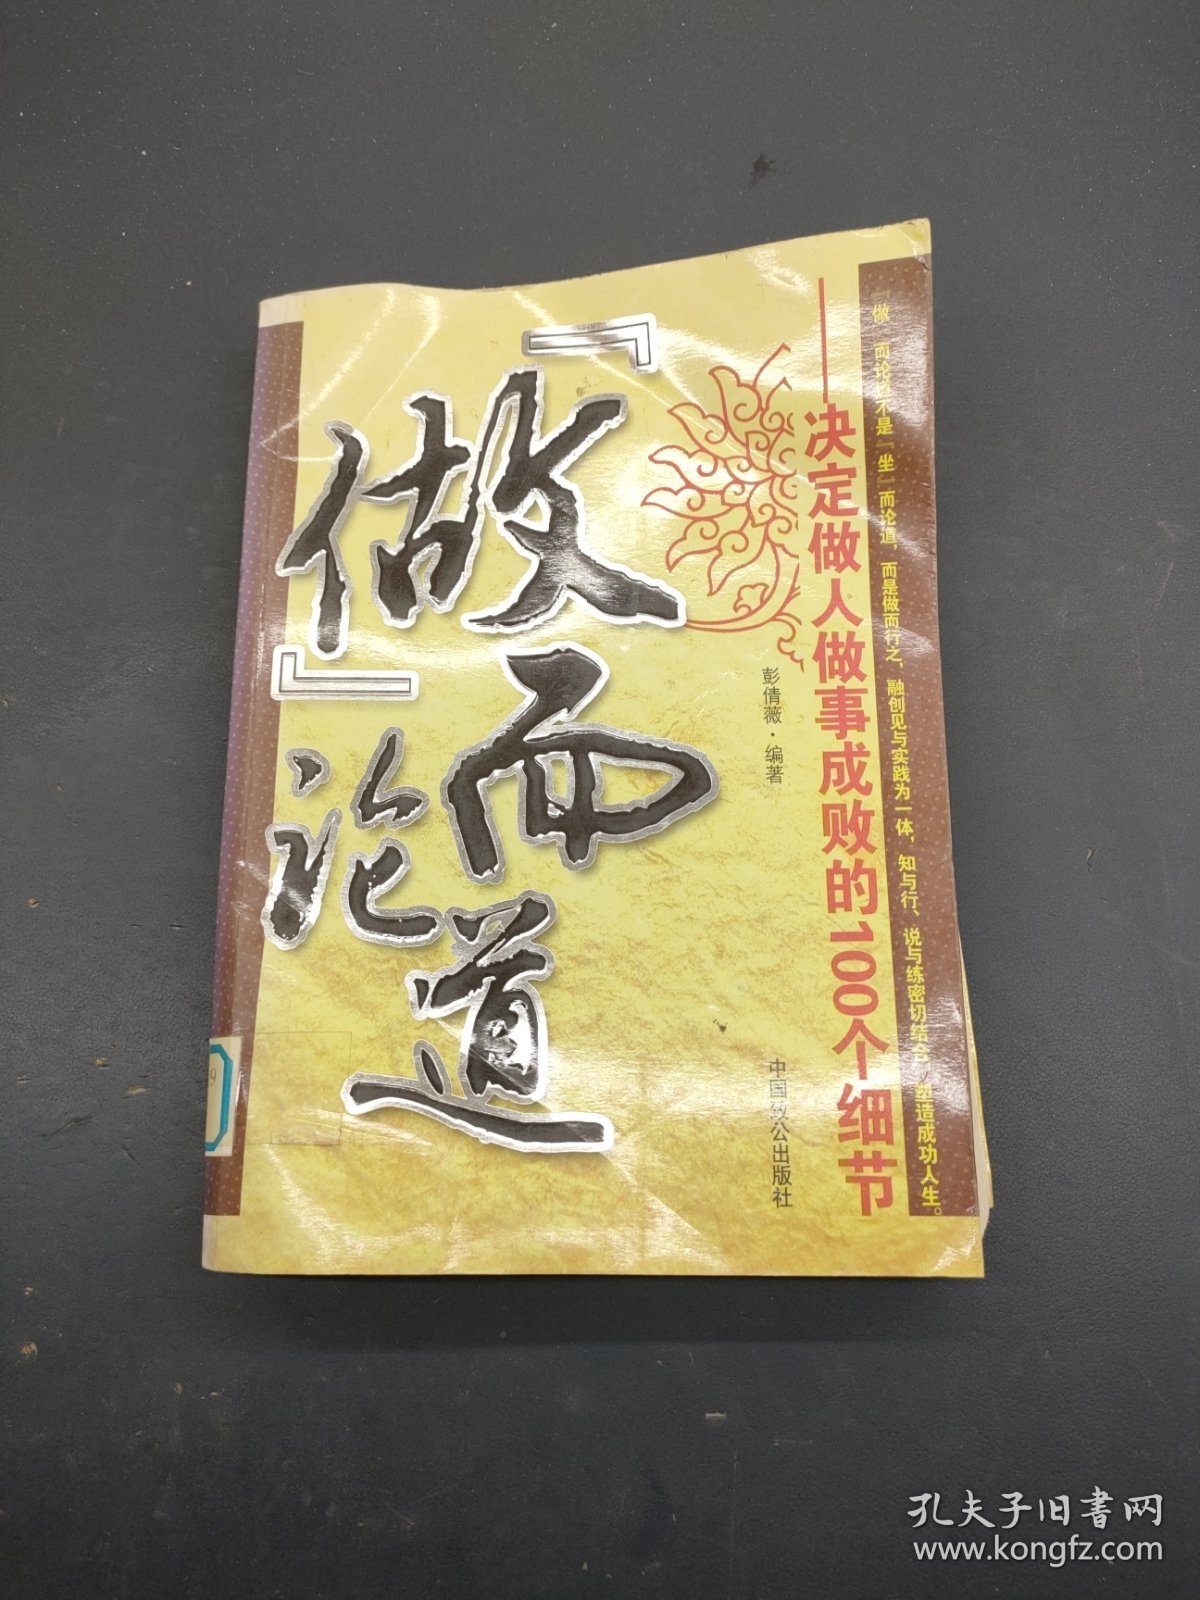 『做』而论道
——决定做人做事成败的100个细节
『做』而论道不是『坐』而论道，而是做而行之，融创见与实践为一体，知与行、说与练密切结合，塑造成功人生。
彭倩薇·编著
中国致公出版社
9
孔夫子旧书网
www.kongfz.com